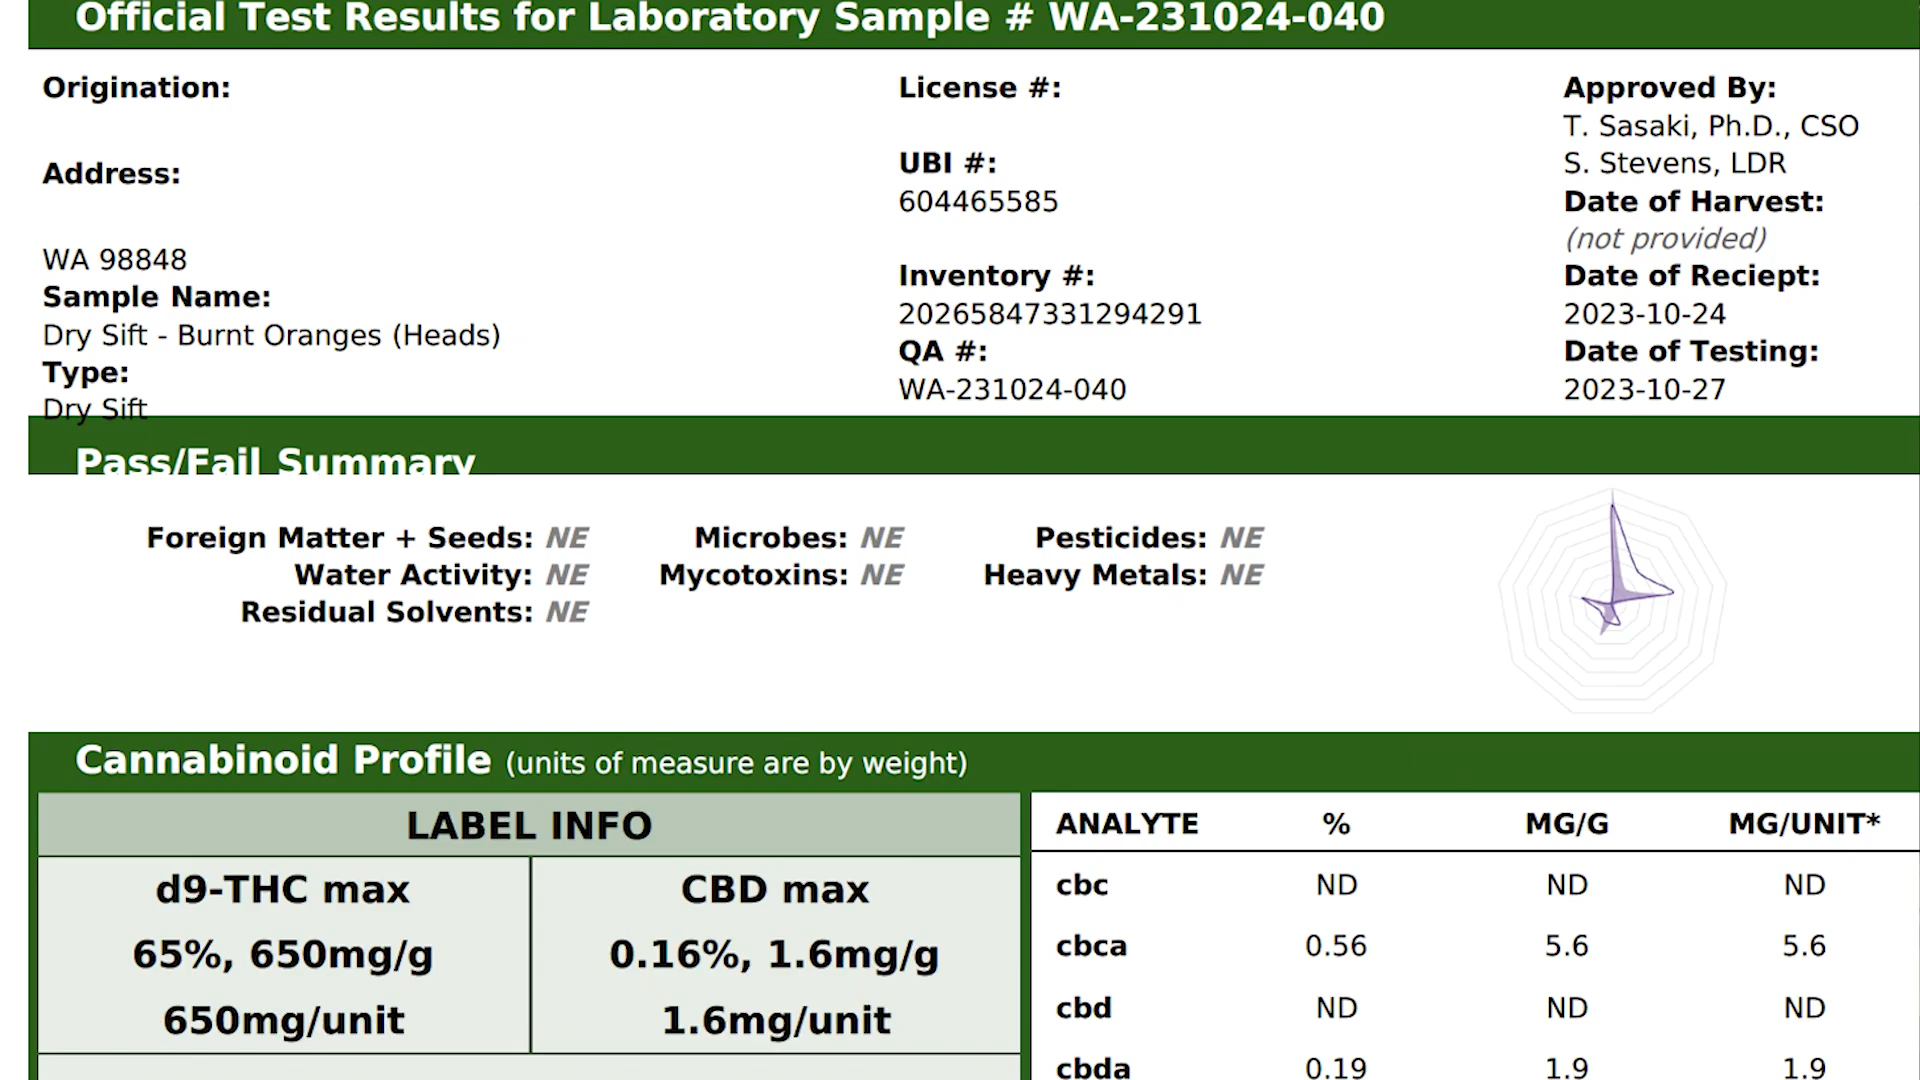 Official Test Results for Laboratory Sample # WA-231024-040
Origination:
Address:
WA 98848
Sample Name:
Dry Sift - Burnt Oranges (Heads)
Type:
Dry Sift
License #:
UBI #:
604465585
Inventory #:
20265847331294291
QA #:
WA-231024-040
Approved By:
T. Sasaki, Ph.D., CSO
S. Stevens, LDR
Date of Harvest:
(not provided)
Date of Reciept:
2023-10-24
Date of Testing:
2023-10-27
Pass/Fail Summary
Foreign Matter + Seeds: NE
Water Activity: NE
Residual Solvents: NE
Microbes: NE
Mycotoxins: NE
Pesticides: NE
Heavy Metals: NE
Cannabinoid Profile (units of measure are by weight)
LABEL INFO
d9-THC max
65%, 650mg/g
650mg/unit
CBD max
0.16%, 1.6mg/g
1.6mg/unit
ANALYTE % MG/G MG/UNIT*
cbc ND ND ND
cbca 0.56 5.6 5.6
cbd ND ND ND
cbda 0.19 1.9 1.9